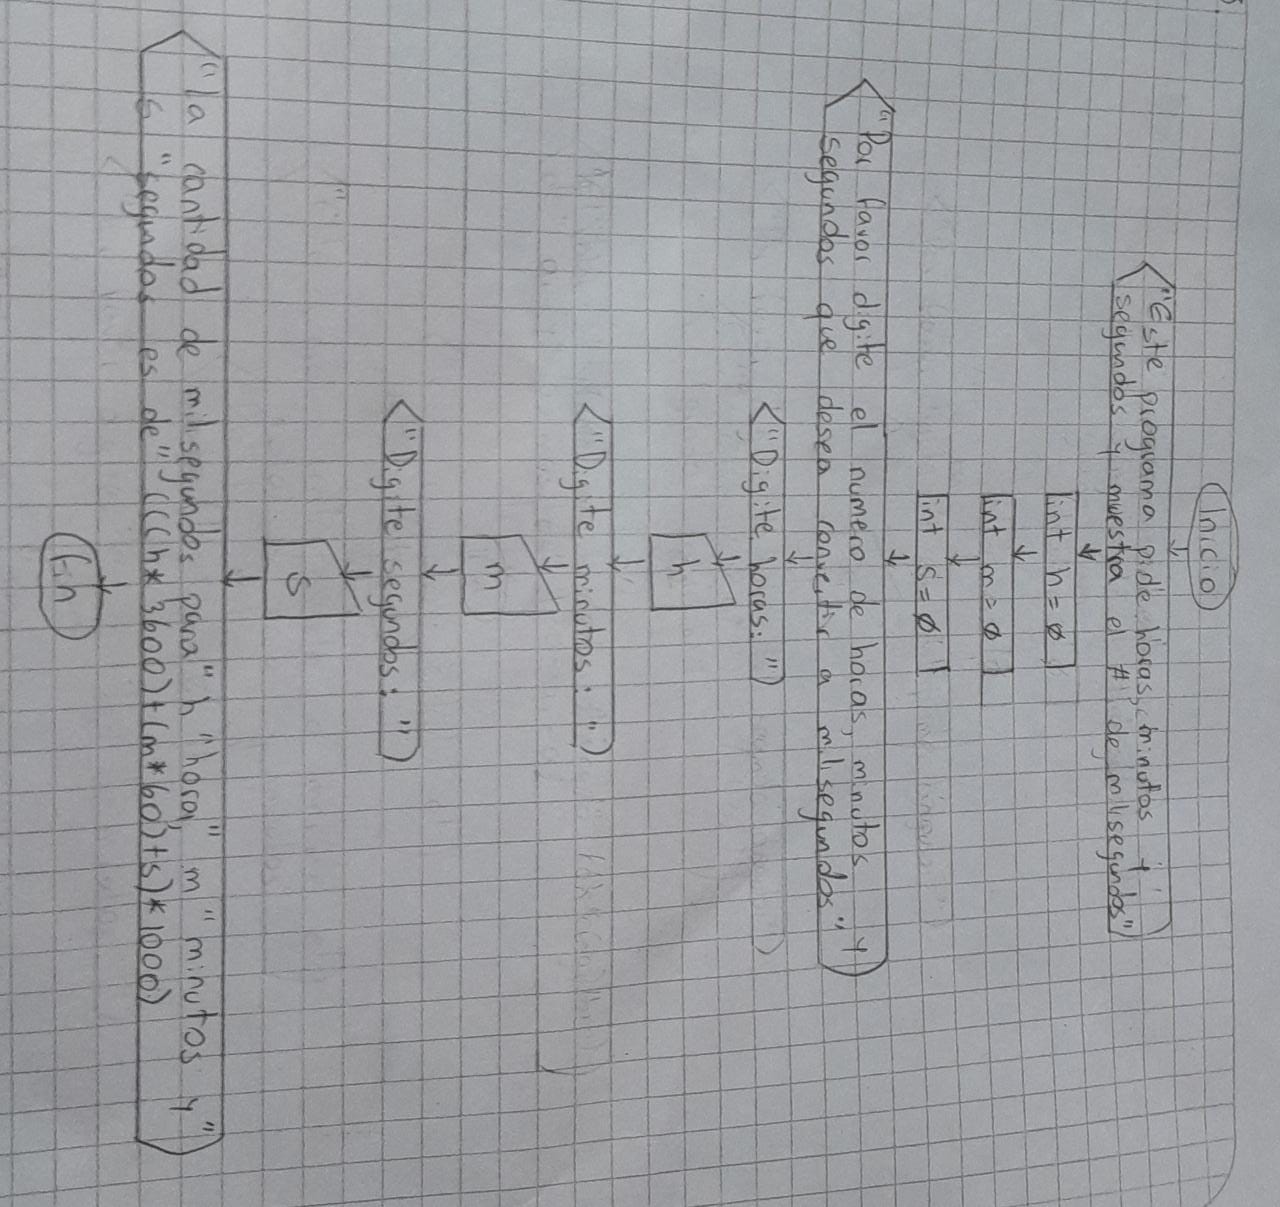 Inicio
"Este programa pide horas, minutos y
segundos y muestra el # de milisegundos"
int h = ø
int m = ø
int s = ø
"Por favor digite el numero de horas, minutos y
segundos que desea convertir a milisegundos"
"Digite horas: "
h
"Digite minutos: "
m
"Digite segundos: "
s
"la cantidad de milisegundos para" h "hora," m "minutos y"
s "segundos es de" (((h* 3600)+(m*60)+s)*1000)
Fin